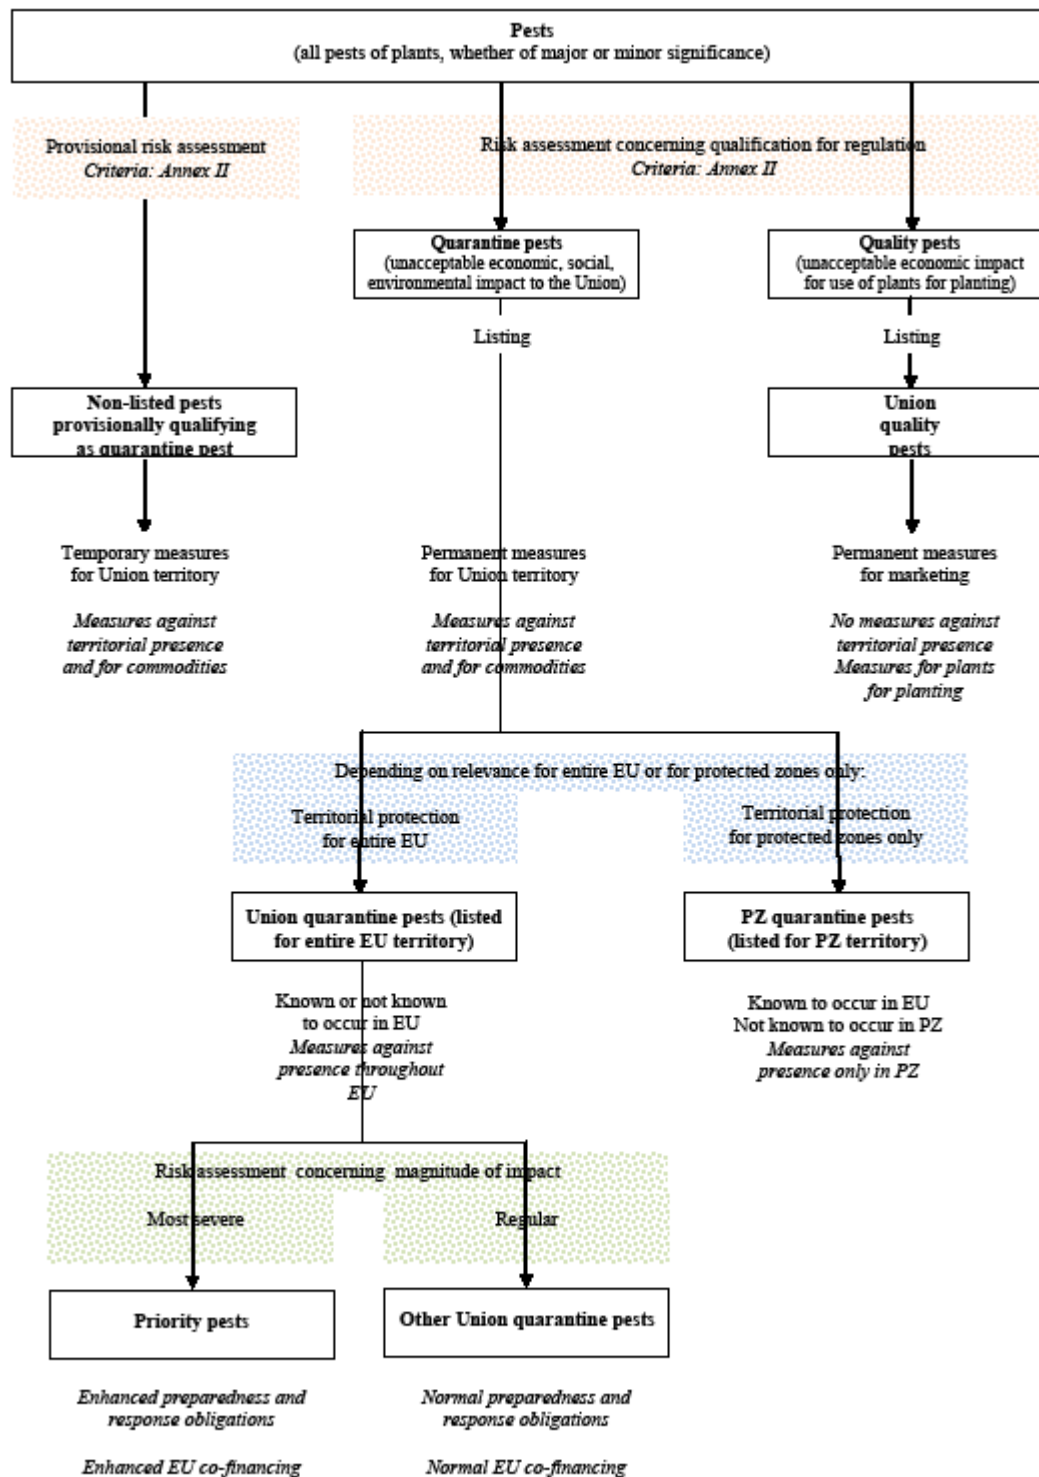 Pests
(all pests of plants, whether of major or minor significance)
Provisional risk assessment
Criteria: Annex II
Risk assessment concerning qualification for regulation
Criteria: Annex II
Quarantine pests
(unacceptable economic, social,
environmental impact to the Union)
Quality pests
(unacceptable economic impact
for use of plants for planting)
Listing
Listing
Non-listed pests
provisionally qualifying
as quarantine pest
Union
quality
pests
Temporary measures
for Union territory
Measures against
territorial presence
and for commodities
Permanent measures
for Union territory
Measures against
territorial presence
and for commodities
Permanent measures
for marketing
No measures against
territorial presence
Measures for plants
for planting
Depending on relevance for entire EU or for protected zones only:
Territorial protection
for entire EU
Territorial protection
for protected zones only
Union quarantine pests (listed
for entire EU territory)
PZ quarantine pests
(listed for PZ territory)
Known or not known
to occur in EU
Measures against
presence throughout
EU
Known to occur in EU
Not known to occur in PZ
Measures against
presence only in PZ
Risk assessment concerning magnitude of impact
Most severe
Regular
Priority pests
Other Union quarantine pests
Enhanced preparedness and
response obligations
Enhanced EU co-financing
Normal preparedness and
response obligations
Normal EU co-financing